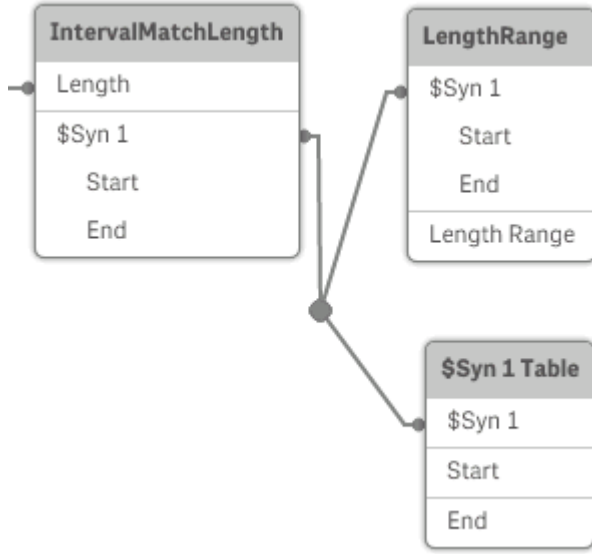 IntervalMatchLength
Length
$Syn 1
Start
End
LengthRange
$Syn 1
Start
End
Length Range
$Syn 1 Table
$Syn 1
Start
End